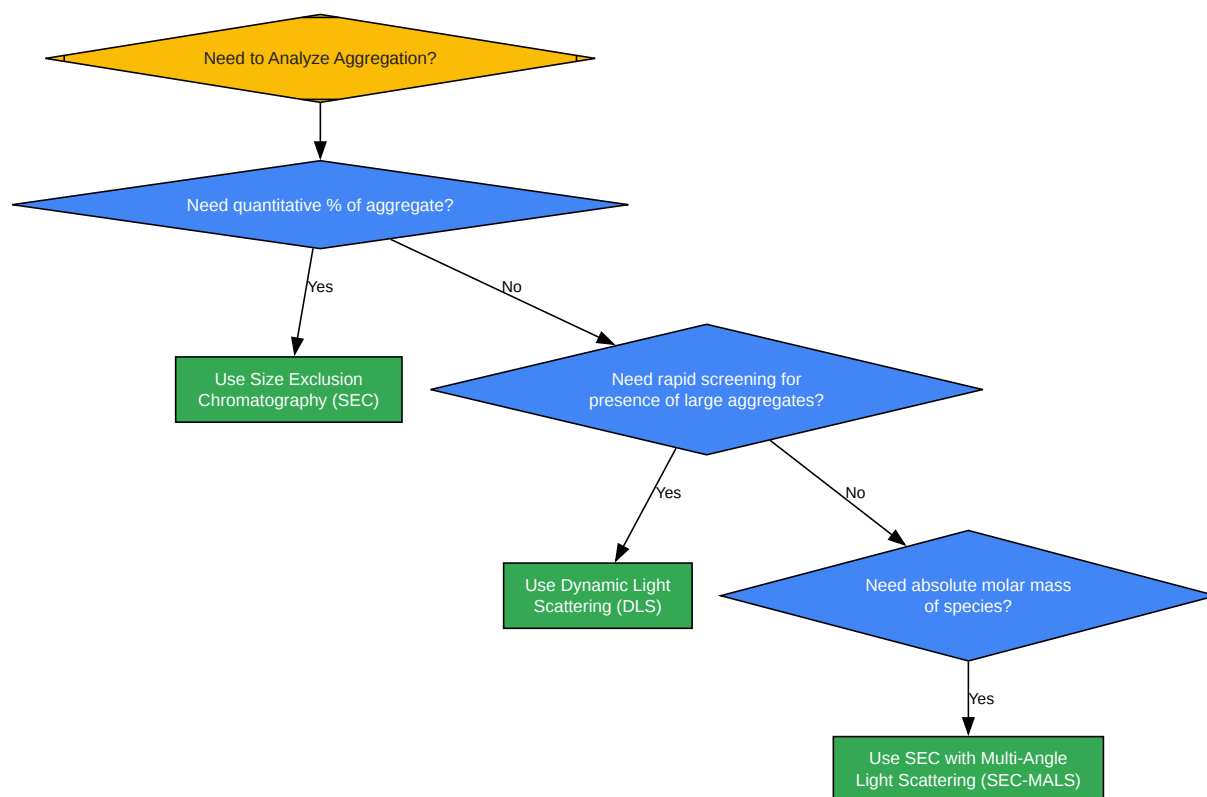 Need to Analyze Aggregation?
Need quantitative % of aggregate?
Yes
No
Use Size Exclusion
Chromatography (SEC)
Need rapid screening for
presence of large aggregates?
Yes
No
Use Dynamic Light
Scattering (DLS)
Need absolute molar mass
of species?
Yes
Use SEC with Multi-Angle
Light Scattering (SEC-MALS)